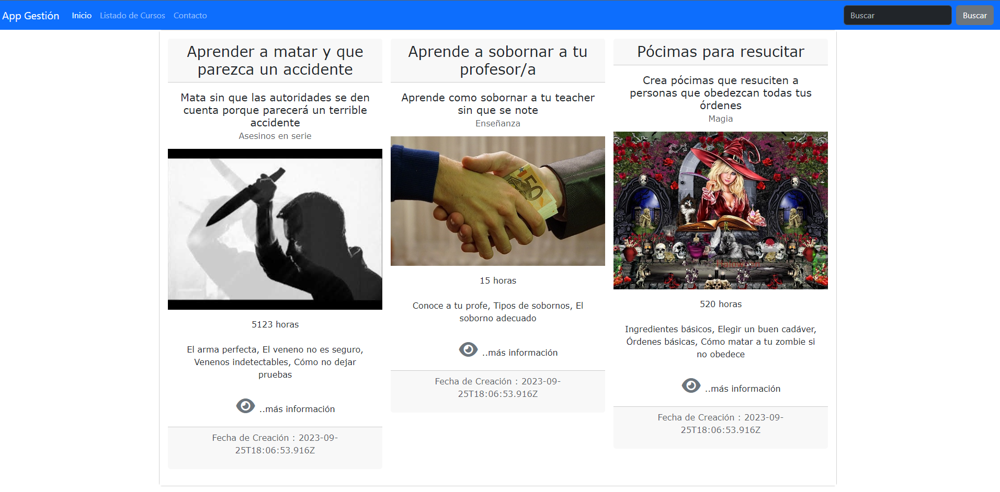 App Gestión Inicio Listado de Cursos Contacto Buscar Buscar
Aprender a matar y que
parezca un accidente
Mata sin que las autoridades se den
cuenta porque parecerá un terrible
accidente
Asesinos en serie
5123 horas
El arma perfecta, El veneno no es seguro,
Venenos indetectables, Cómo no dejar
pruebas
..más información
Fecha de Creación : 2023-09-
25T18:06:53.916Z
Aprende a sobornar a tu
profesor/a
Aprende como sobornar a tu teacher
sin que se note
Enseñanza
50
15 horas
Conoce a tu profe, Tipos de sobornos, El
soborno adecuado
..más información
Fecha de Creación : 2023-09-
25T18:06:53.916Z
Pócimas para resucitar
Crea pócimas que resuciten a
personas que obedezcan todas tus
órdenes
Magia
Halloween
520 horas
Ingredientes básicos, Elegir un buen cadáver,
Órdenes básicas, Cómo matar a tu zombie si
no obedece
..más información
Fecha de Creación : 2023-09-
25T18:06:53.916Z